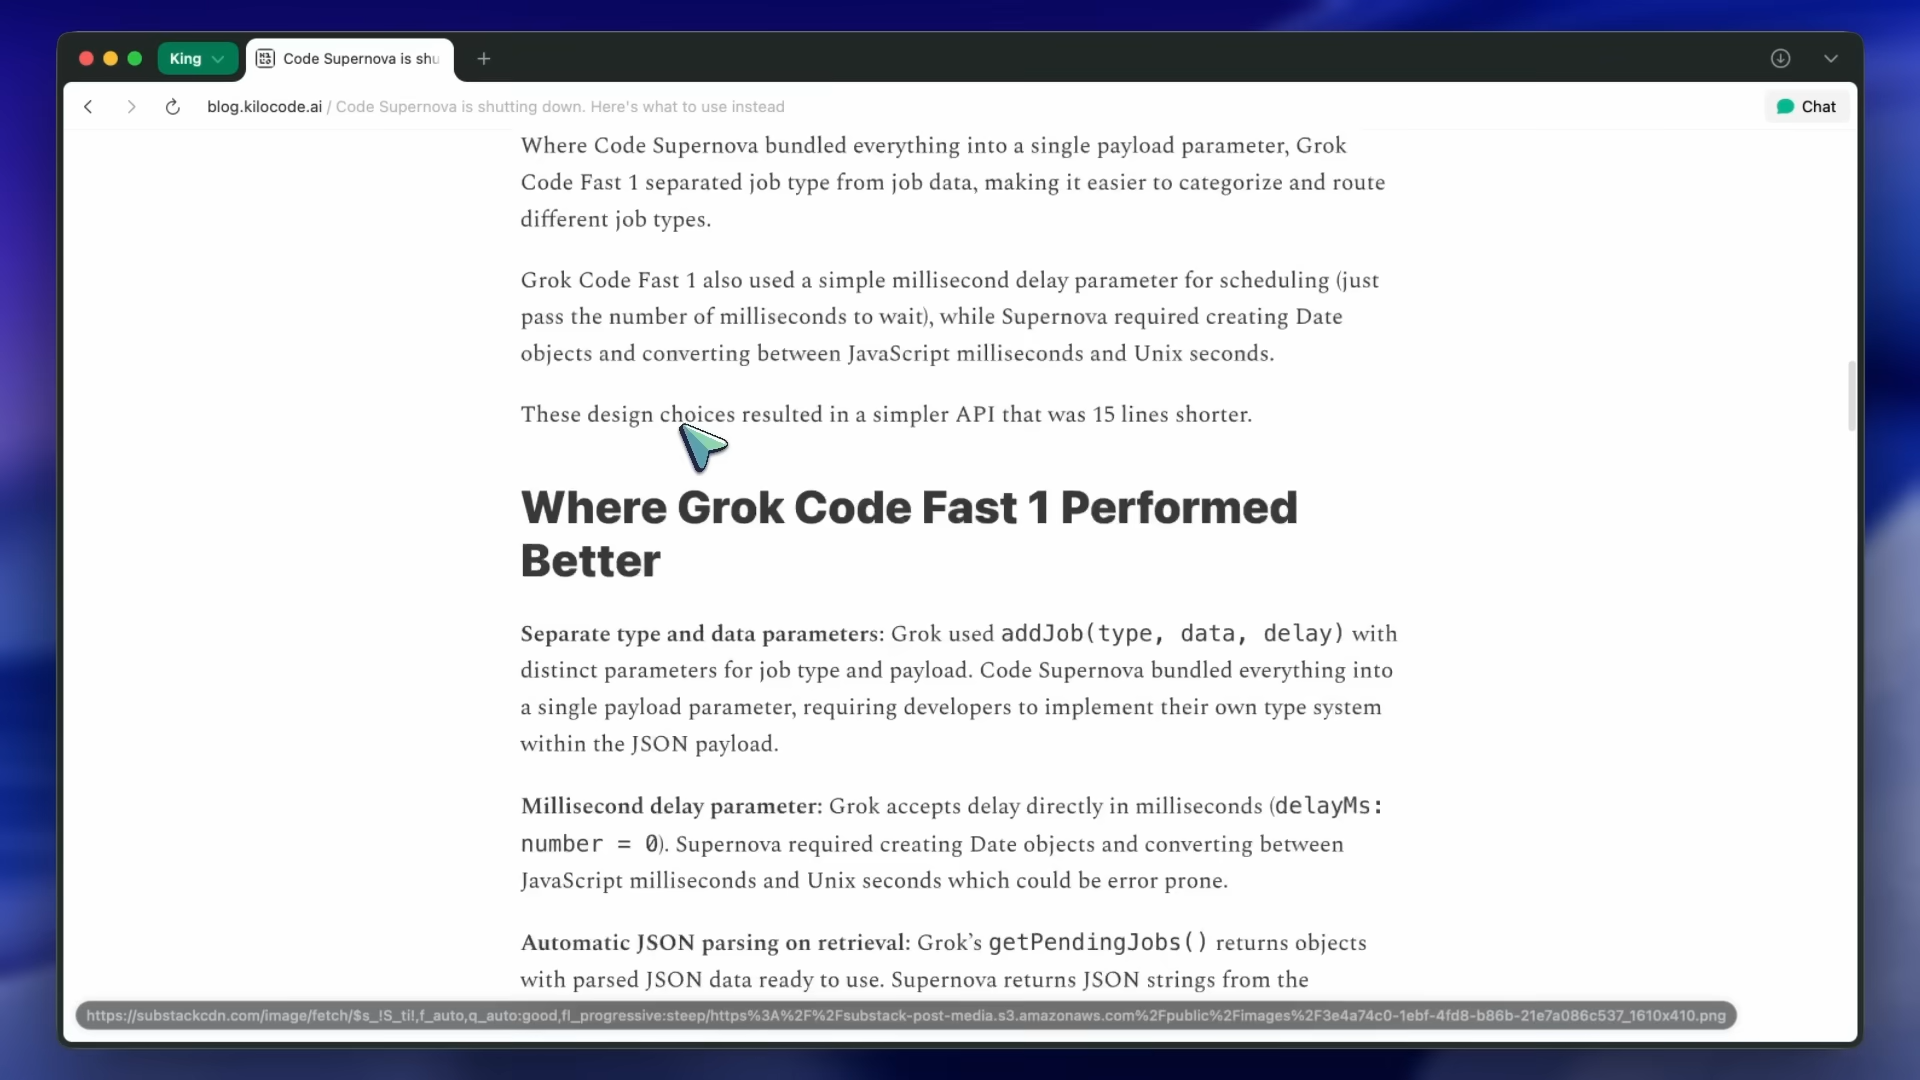 King
Code Supernova is shu
blog.kilocode.ai / Code Supernova is shutting down. Here's what to use instead
Chat
Where Code Supernova bundled everything into a single payload parameter, Grok
Code Fast 1 separated job type from job data, making it easier to categorize and route
different job types.
Grok Code Fast 1 also used a simple millisecond delay parameter for scheduling (just
pass the number of milliseconds to wait), while Supernova required creating Date
objects and converting between JavaScript milliseconds and Unix seconds.
These design choices resulted in a simpler API that was 15 lines shorter.
Where Grok Code Fast 1 Performed
Better
Separate type and data parameters: Grok used addJob(type, data, delay) with
distinct parameters for job type and payload. Code Supernova bundled everything into
a single payload parameter, requiring developers to implement their own type system
within the JSON payload.
Millisecond delay parameter: Grok accepts delay directly in milliseconds (delayMs:
number = 0). Supernova required creating Date objects and converting between
JavaScript milliseconds and Unix seconds which could be error prone.
Automatic JSON parsing on retrieval: Grok’s getPendingJobs() returns objects
with parsed JSON data ready to use. Supernova returns JSON strings from the
https://substackcdn.com/image/fetch/$s_!S_ti!,f_auto,q_auto:good,fl_progressive:steep/https%3A%2F%2Fsubstack-post-media.s3.amazonaws.com%2Fpublic%2Fimages%2F3e4a74c0-1ebf-4fd8-b86b-21e7a086c537_1610x410.png